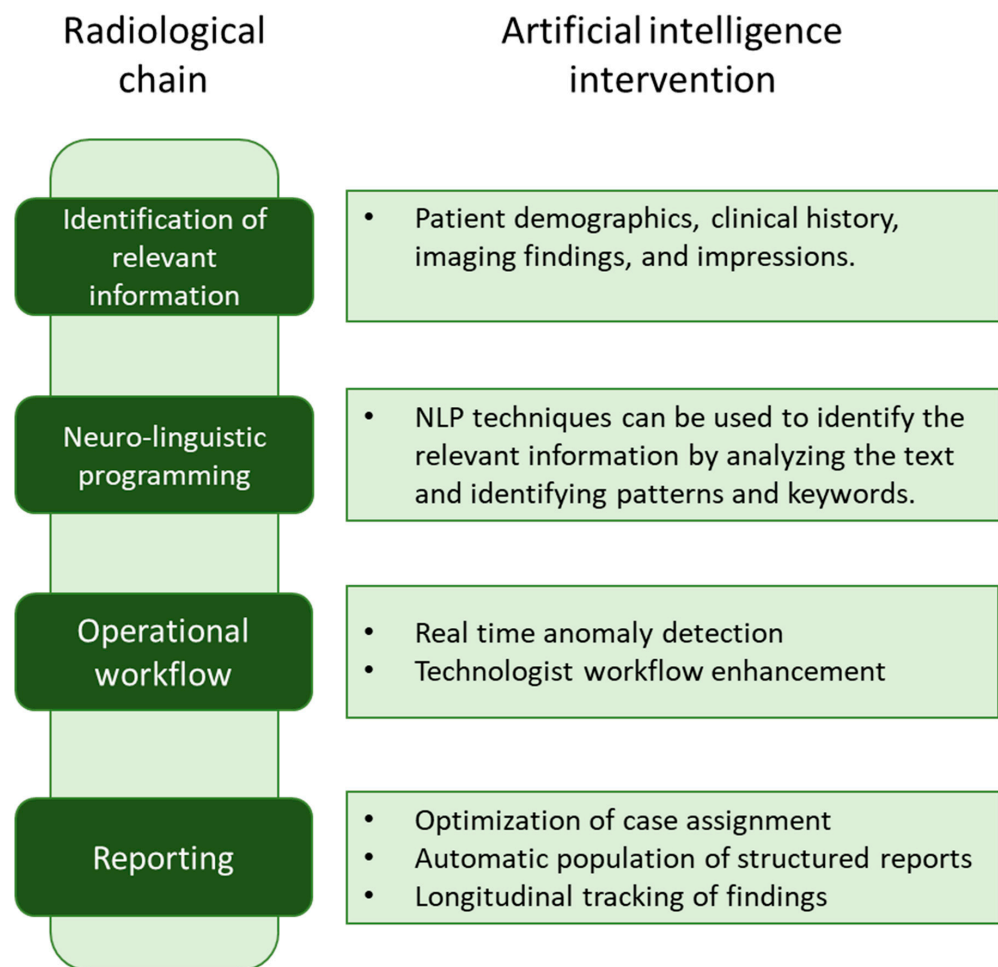 Radiological
chain
Artificial intelligence
intervention
Identification of
relevant
information
• Patient demographics, clinical history,
imaging findings, and impressions.
Neuro-linguistic
programming
• NLP techniques can be used to identify the
relevant information by analyzing the text
and identifying patterns and keywords.
Operational
workflow
• Real time anomaly detection
• Technologist workflow enhancement
Reporting
• Optimization of case assignment
• Automatic population of structured reports
• Longitudinal tracking of findings